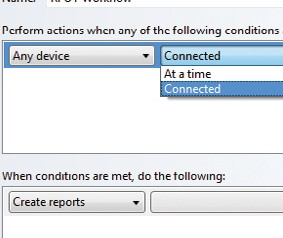 Perform actions when any of the following conditions
Any device Connected
At a time
Connected
When conditions are met, do the following:
Create reports